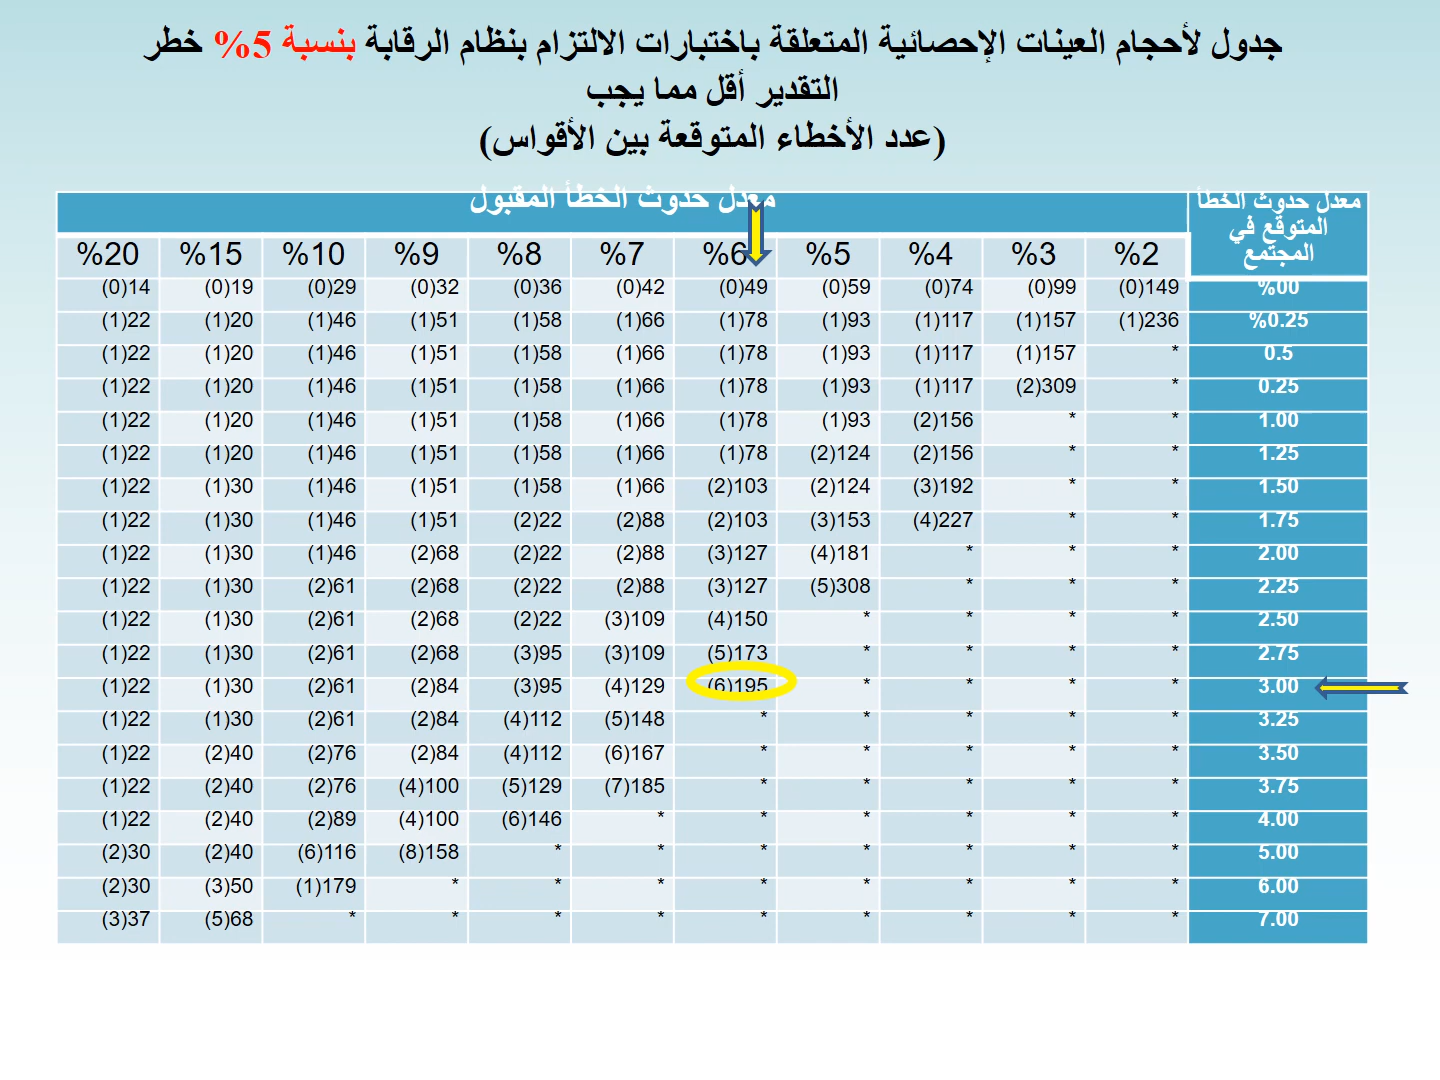 جدول لأحجام العينات الإحصائية المتعلقة باختبارات الالتزام بنظام الرقابة بنسبة 5% خطر
التقدير أقل مما يجب
(عدد الأخطاء المتوقعة بين الأقواس)
معدل حدوث الخطأ المتوقع في المجتمع معدل حدوث الخطأ المقبول
%20 %15 %10 %9 %8 %7 %6 %5 %4 %3 %2
(0)14 (0)19 (0)29 (0)32 (0)36 (0)42 (0)49 (0)59 (0)74 (0)99 (0)149 %00
(1)22 (1)20 (1)46 (1)51 (1)58 (1)66 (1)78 (1)93 (1)117 (1)157 (1)236 %0.25
(1)22 (1)20 (1)46 (1)51 (1)58 (1)66 (1)78 (1)93 (1)117 (1)157 * 0.5
(1)22 (1)20 (1)46 (1)51 (1)58 (1)66 (1)78 (1)93 (1)117 (2)309 * 0.25
(1)22 (1)20 (1)46 (1)51 (1)58 (1)66 (1)78 (1)93 (2)156 * * 1.00
(1)22 (1)20 (1)46 (1)51 (1)58 (1)66 (1)78 (2)124 (2)156 * * 1.25
(1)22 (1)30 (1)46 (1)51 (1)58 (1)66 (2)103 (2)124 (3)192 * * 1.50
(1)22 (1)30 (1)46 (1)51 (2)22 (2)88 (2)103 (3)153 (4)227 * * 1.75
(1)22 (1)30 (1)46 (2)68 (2)22 (2)88 (3)127 (4)181 * * * 2.00
(1)22 (1)30 (2)61 (2)68 (2)22 (2)88 (3)127 (5)308 * * * 2.25
(1)22 (1)30 (2)61 (2)68 (2)22 (3)109 (4)150 * * * * 2.50
(1)22 (1)30 (2)61 (2)68 (3)95 (3)109 (5)173 * * * * 2.75
(1)22 (1)30 (2)61 (2)84 (3)95 (4)129 (6)195 * * * * 3.00
(1)22 (1)30 (2)61 (2)84 (4)112 (5)148 * * * * * 3.25
(1)22 (2)40 (2)76 (2)84 (4)112 (6)167 * * * * * 3.50
(1)22 (2)40 (2)76 (4)100 (5)129 (7)185 * * * * * 3.75
(1)22 (2)40 (2)89 (4)100 (6)146 * * * * * * 4.00
(2)30 (2)40 (6)116 (8)158 * * * * * * * 5.00
(2)30 (3)50 (1)179 * * * * * * * * 6.00
(3)37 (5)68 * * * * * * * * * 7.00